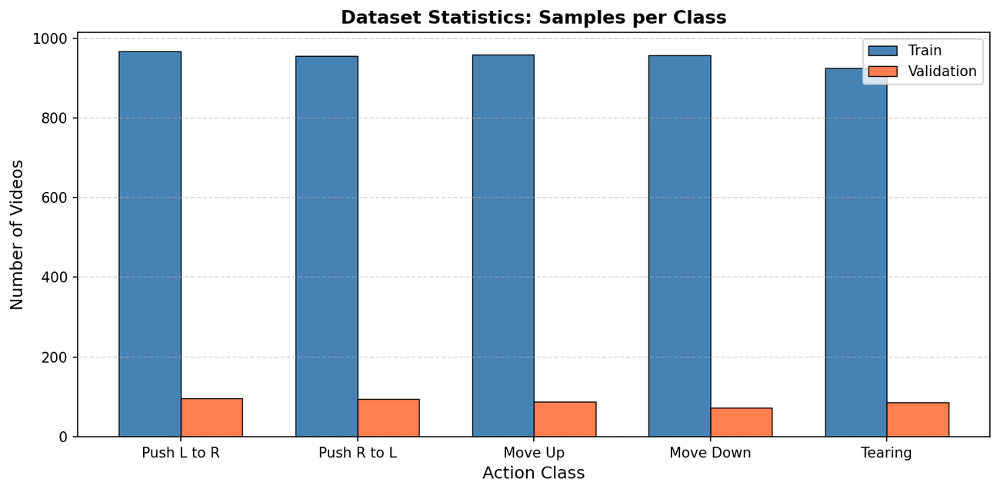 Dataset Statistics: Samples per Class
1000
800
600
400
200
0
Number of Videos
Train
Validation
Push L to R
Push R to L
Move Up
Move Down
Tearing
Action Class